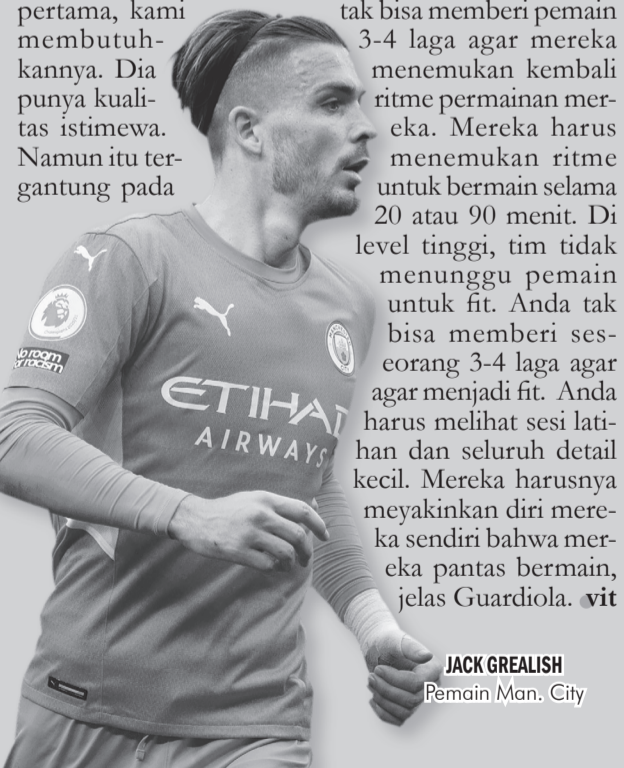 pertama, kami
membutuh-
kannya. Dia
punya kuali-
tas istimewa.
Namun itu ter-
gantung pada
tak bisa memberi pemain
3-4 laga agar mereka
menemukan kembali
ritme permainan mer-
eka. Mereka harus
menemukan ritme
untuk bermain selama
20 atau 90 menit. Di
level tinggi, tim tidak
menunggu pemain
untuk fit. Anda tak
bisa memberi ses-
eorang 3-4 laga agar
agar menjadi fit. Anda
harus melihat sesi lati-
han dan seluruh detail
kecil. Mereka harusnya
meyakinkan diri mere-
ka sendiri bahwa mer-
eka pantas bermain,
jelas Guardiola. vit
No room
for racism
ETIHAD
AIRWAYS
JACK GREALISH
Pemain Man. City